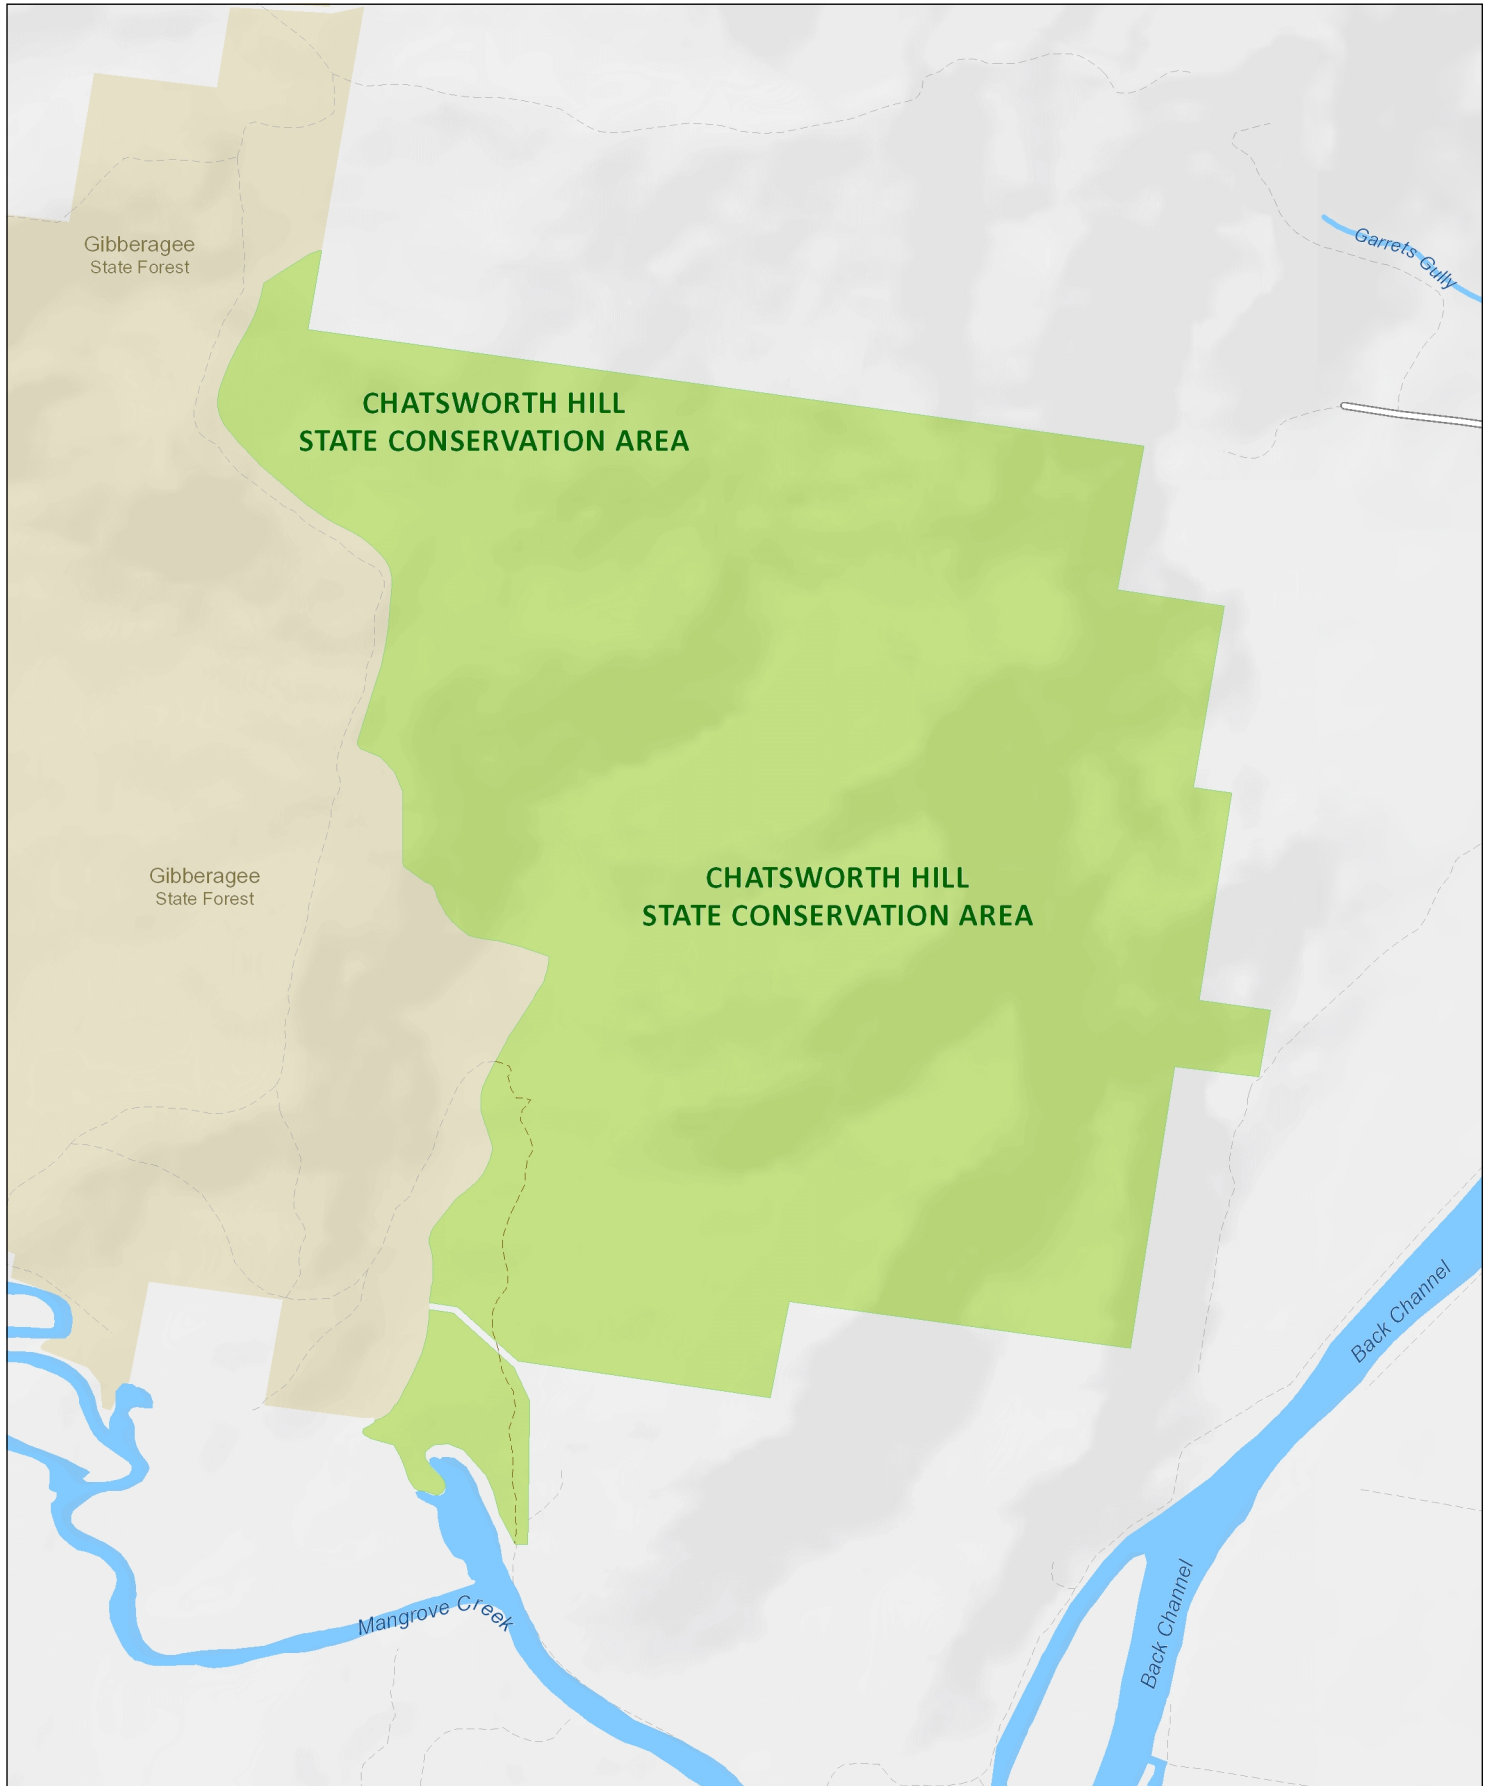 Gibberagee
State Forest
Garrets Gully
CHATSWORTH HILL
STATE CONSERVATION AREA
Gibberagee
State Forest
CHATSWORTH HILL
STATE CONSERVATION AREA
Back Channel
Back Channel
Mangrove Creek